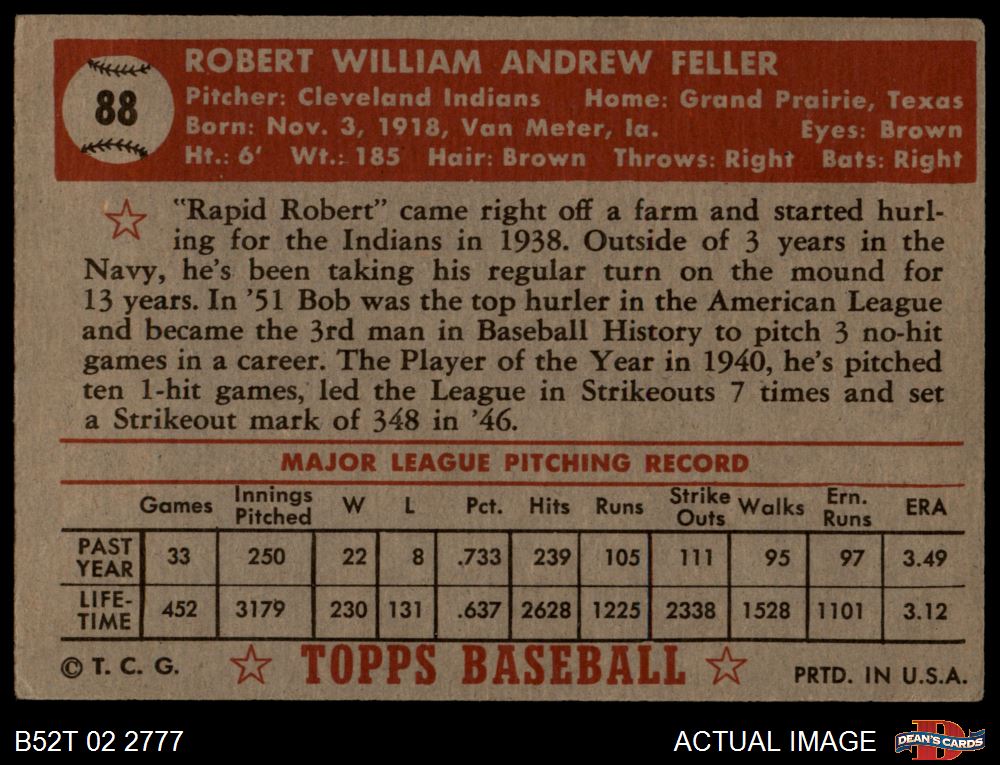 ROBERT WILLIAM ANDREW FELLER
88
Pitcher: Cleveland Indians Home: Grand Prairie, Texas
Born: Nov. 3, 1918, Van Meter, Ia. Eyes: Brown
Ht.: 6' Wt.: 185 Hair: Brown Throws: Right Bats: Right
"Rapid Robert" came right off a farm and started hurl-
ing for the Indians in 1938. Outside of 3 years in the
Navy, he's been taking his regular turn on the mound for
13 years. In '51 Bob was the top hurler in the American League
and became the 3rd man in Baseball History to pitch 3 no-hit
games in a career. The Player of the Year in 1940, he's pitched
ten 1-hit games, led the League in Strikeouts 7 times and set
a Strikeout mark of 348 in '46.
MAJOR LEAGUE PITCHING RECORD
Games Innings Pitched W L Pct. Hits Runs Strike Outs Walks Ern. Runs ERA
PAST YEAR 33 250 22 8 .733 239 105 111 95 97 3.49
LIFE-TIME 452 3179 230 131 .637 2628 1225 2338 1528 1101 3.12
© T. C. G. TOPPS BASEBALL PRTD. IN U.S.A.
B52T 02 2777 ACTUAL IMAGE DEAN'S CARDS